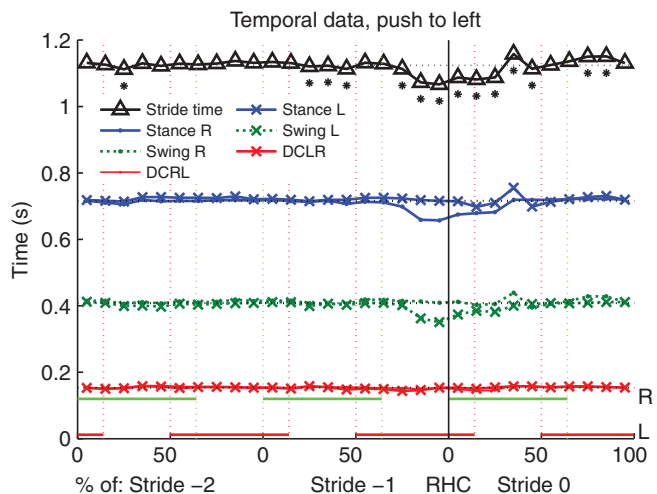 Temporal data, push to left
1.2
1
0.8
0.6
0.4
0.2
0
Time (s)
Stride time
Stance R
Swing R
DCRL
Stance L
Swing L
DCLR
* * * * * * * * * * * * *
R
L
0 50 0 50 0 50 100
% of: Stride −2 Stride −1 RHC Stride 0